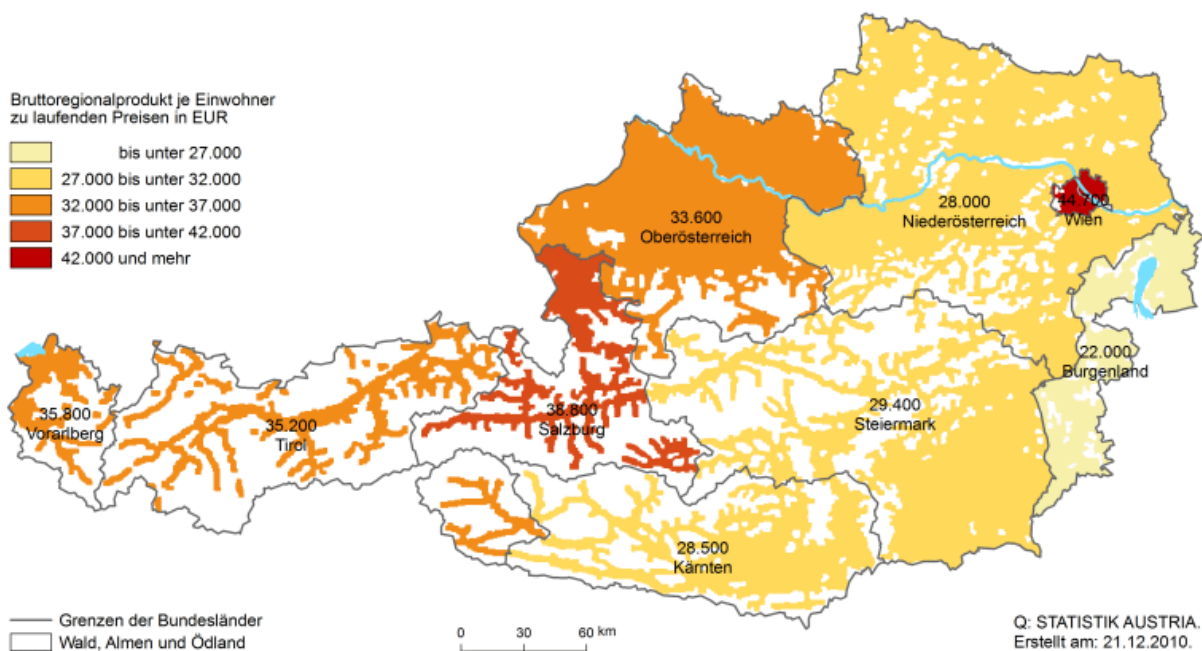 Bruttoregionalprodukt je Einwohner
zu laufenden Preisen in EUR
bis unter 27.000
27.000 bis unter 32.000
32.000 bis unter 37.000
37.000 bis unter 42.000
42.000 und mehr
33.600
Oberösterreich
28.000
Niederösterreich
44.700
Wien
22.000
Burgenland
35.800
Vorarlberg
35.200
Tirol
38.800
Salzburg
29.400
Steiermark
28.500
Kärnten
Grenzen der Bundesländer
Wald, Almen und Ödland
0 30 60 km
Q: STATISTIK AUSTRIA.
Erstellt am: 21.12.2010.